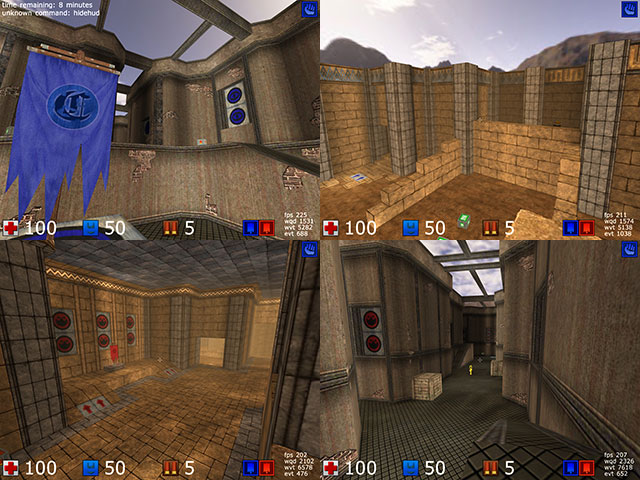 time remaining: 8 minutes
unknown command: hidehud
100 50 5
fps 225
wqd 1531
wvt 5282
evt 688
100 50 5
fps 211
wqd 1574
wvt 5138
evt 1038
100 50 5
fps 202
wqd 2102
wvt 6578
evt 476
100 50 5
fps 207
wqd 2326
wvt 7618
evt 652